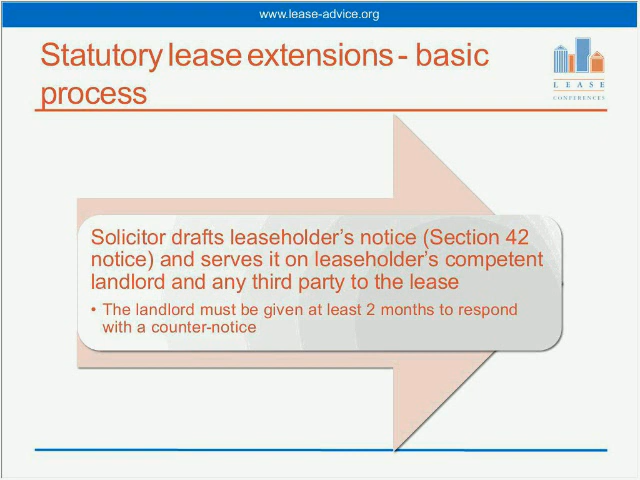 www.lease-advice.org
Statutory lease extensions - basic
process
L E A S E
CONFERENCES
Solicitor drafts leaseholder’s notice (Section 42
notice) and serves it on leaseholder’s competent
landlord and any third party to the lease
• The landlord must be given at least 2 months to respond
with a counter-notice